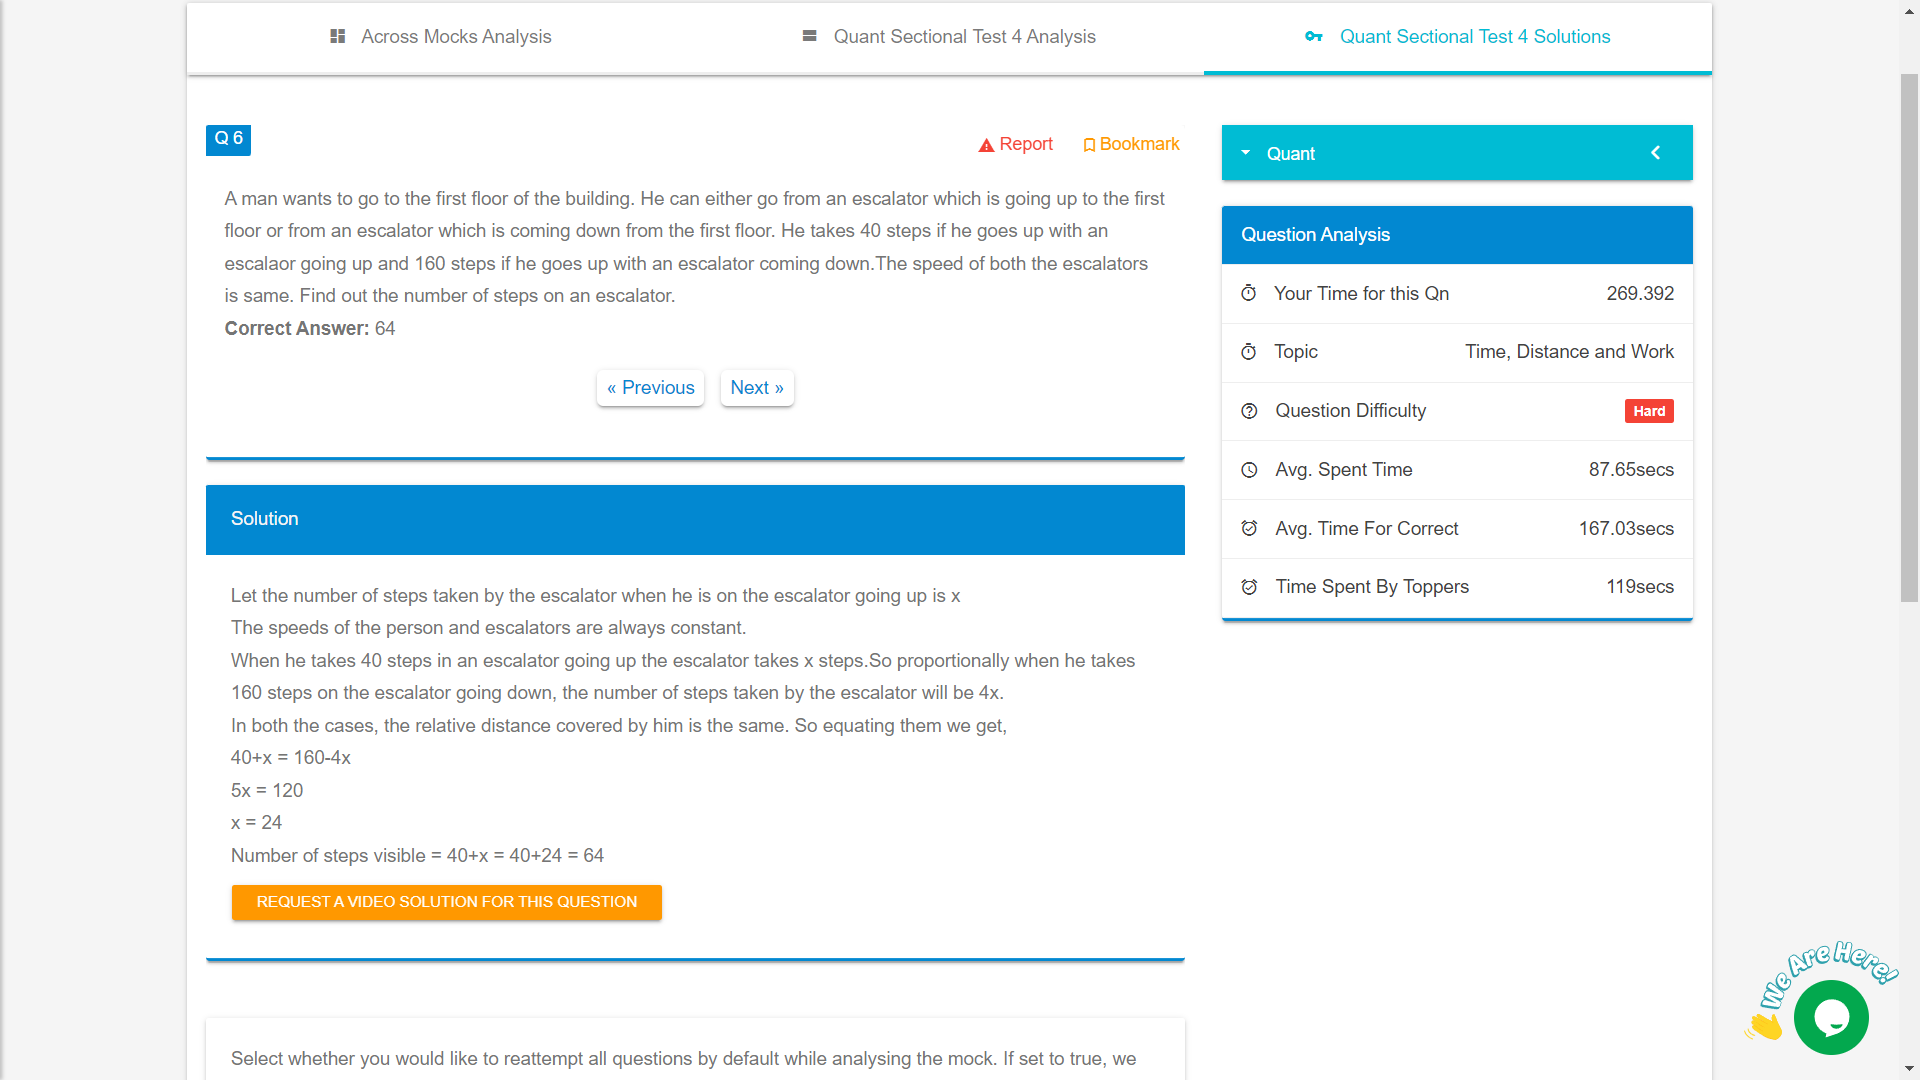 Across Mocks Analysis
Quant Sectional Test 4 Analysis
Quant Sectional Test 4 Solutions
Q 6
Report
Bookmark
A man wants to go to the first floor of the building. He can either go from an escalator which is going up to the first
floor or from an escalator which is coming down from the first floor. He takes 40 steps if he goes up with an
escalaor going up and 160 steps if he goes up with an escalator coming down.The speed of both the escalators
is same. Find out the number of steps on an escalator.
Correct Answer: 64
« Previous
Next »
Solution
Let the number of steps taken by the escalator when he is on the escalator going up is x
The speeds of the person and escalators are always constant.
When he takes 40 steps in an escalator going up the escalator takes x steps.So proportionally when he takes
160 steps on the escalator going down, the number of steps taken by the escalator will be 4x.
In both the cases, the relative distance covered by him is the same. So equating them we get,
40+x = 160-4x
5x = 120
x = 24
Number of steps visible = 40+x = 40+24 = 64
REQUEST A VIDEO SOLUTION FOR THIS QUESTION
Select whether you would like to reattempt all questions by default while analysing the mock. If set to true, we
Quant
Question Analysis
Your Time for this Qn 269.392
Topic Time, Distance and Work
Question Difficulty Hard
Avg. Spent Time 87.65secs
Avg. Time For Correct 167.03secs
Time Spent By Toppers 119secs
We Are Here!